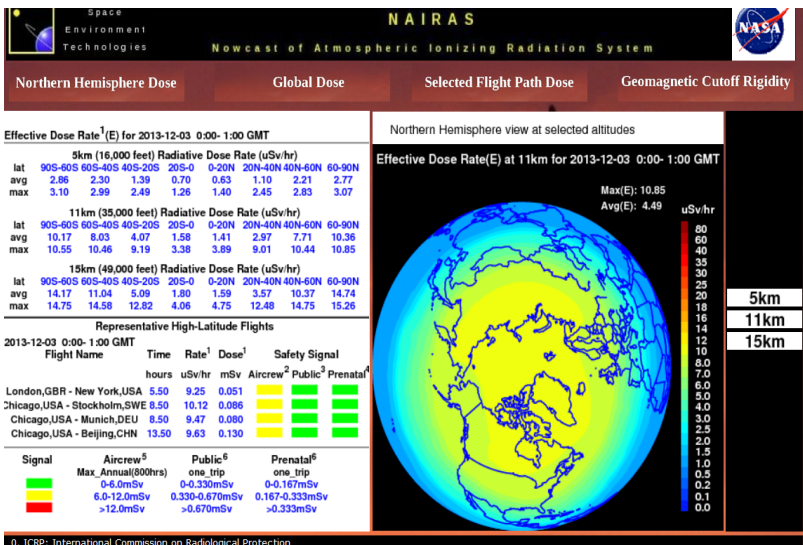 Space
Environment
Technologies
NAIRAS
Nowcast of Atmospheric Ionizing Radiation System
NASA
Northern Hemisphere Dose
Global Dose
Selected Flight Path Dose
Geomagnetic Cutoff Rigidity
Effective Dose Rate1(E) for 2013-12-03 0:00- 1:00 GMT
5km (16,000 feet) Radiative Dose Rate (uSv/hr)
lat 90S-60S 60S-40S 40S-20S 20S-0 0-20N 20N-40N 40N-60N 60-90N
avg 2.86 2.30 1.39 0.70 0.63 1.10 2.21 2.77
max 3.10 2.99 2.49 1.26 1.40 2.45 2.83 3.07
11km (35,000 feet) Radiative Dose Rate (uSv/hr)
lat 90S-60S 60S-40S 40S-20S 20S-0 0-20N 20N-40N 40N-60N 60-90N
avg 10.17 8.03 4.07 1.58 1.41 2.97 7.71 10.36
max 10.55 10.46 9.19 3.38 3.89 9.01 10.44 10.85
15km (49,000 feet) Radiative Dose Rate (uSv/hr)
lat 90S-60S 60S-40S 40S-20S 20S-0 0-20N 20N-40N 40N-60N 60-90N
avg 14.17 11.04 5.09 1.80 1.59 3.57 10.37 14.74
max 14.75 14.58 12.82 4.06 4.75 12.48 14.75 15.26
Representative High-Latitude Flights
2013-12-03 0:00- 1:00 GMT
Flight Name Time Rate1 Dose1 Safety Signal
hours uSv/hr mSv Aircrew2 Public3 Prenatal4
London,GBR - New York,USA 5.50 9.25 0.051
Chicago,USA - Stockholm,SWE 8.50 10.12 0.086
Chicago,USA - Munich,DEU 8.50 9.47 0.080
Chicago,USA - Beijing,CHN 13.50 9.63 0.130
Signal Aircrew5 Public6 Prenatal6
Max_Annual(800hrs) one_trip one_trip
0-6.0mSv 0-0.330mSv 0-0.167mSv
6.0-12.0mSv 0.330-0.670mSv 0.167-0.333mSv
>12.0mSv >0.670mSv >0.333mSv
Northern Hemisphere view at selected altitudes
Effective Dose Rate(E) at 11km for 2013-12-03 0:00- 1:00 GMT
Max(E): 10.85
Avg(E): 4.49
uSv/hr
80
60
40
35
30
25
20
18
16
14
12
10
8.0
7.0
6.0
5.0
4.0
3.0
2.5
2.0
1.5
1.0
0.5
0.2
0.1
0.0
5km
11km
15km
0. ICRP: International Commission on Radiological Protection